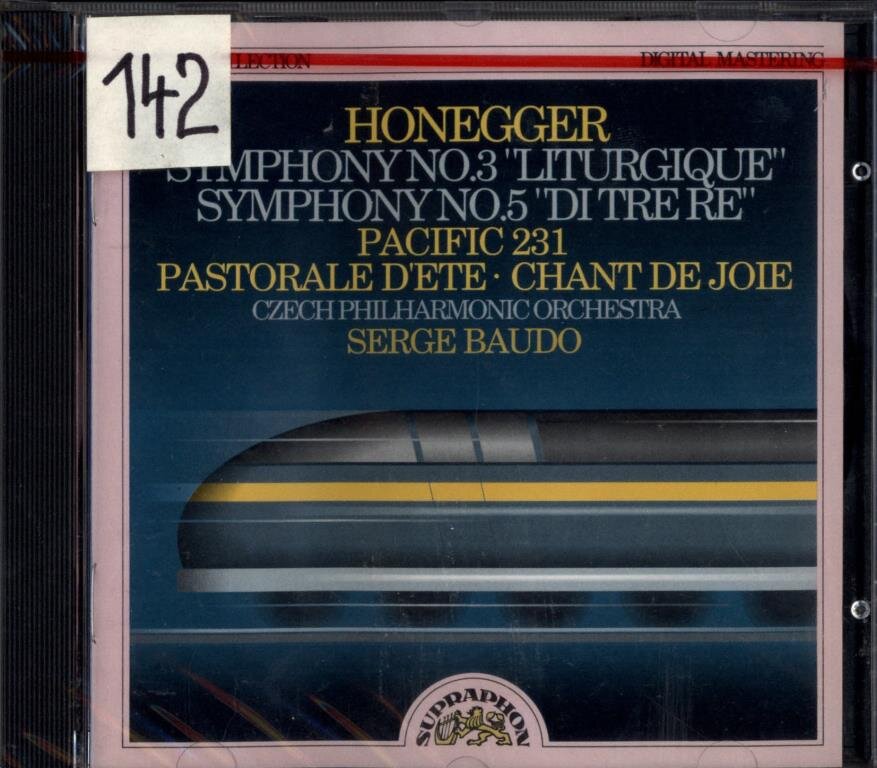 142
DIGITAL MASTERING
HONEGGER
SYMPHONY NO.3 "LITURGIQUE"
SYMPHONY NO.5 "DI TRE RE"
PACIFIC 231
PASTORALE D'ETE · CHANT DE JOIE
CZECH PHILHARMONIC ORCHESTRA
SERGE BAUDO
SUPRAPHON